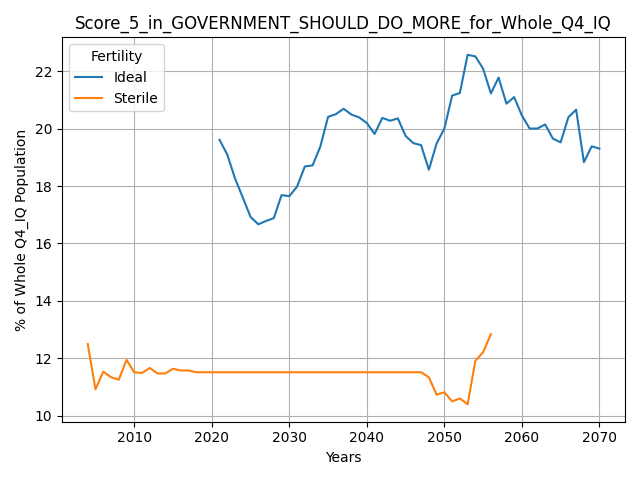 Score_5_in_GOVERNMENT_SHOULD_DO_MORE_for_Whole_Q4_IQ
Fertility
Ideal
Sterile
% of Whole Q4_IQ Population
22
20
18
16
14
12
10
2010 2020 2030 2040 2050 2060 2070
Years